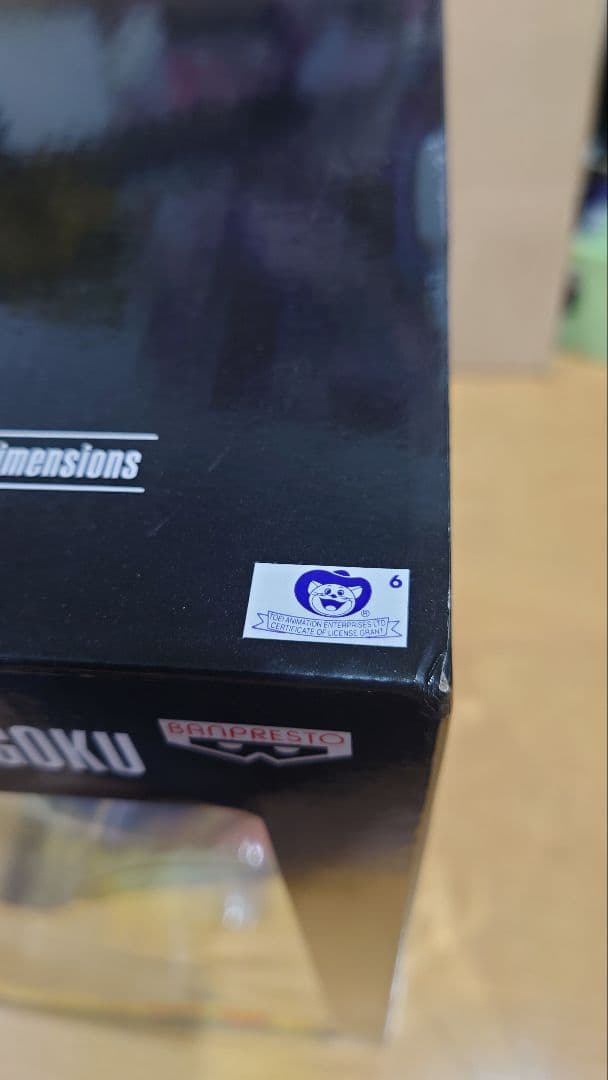 imensions
6
®
TOEI ANIMATION ENTERPRISES LTD
CERTIFICATE OF LICENSE GRANT
GOKU
BANPRESTO